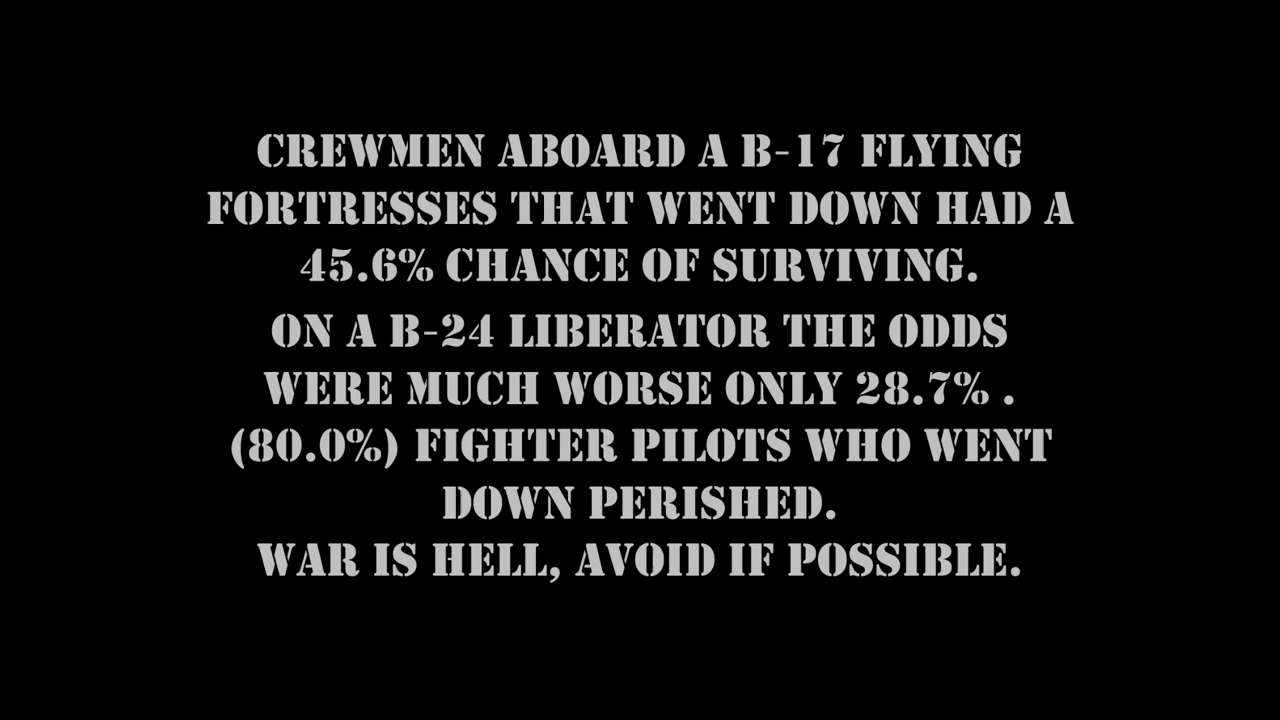 CREWMEN ABOARD A B-17 FLYING
FORTRESSES THAT WENT DOWN HAD A
45.6% CHANCE OF SURVIVING.
ON A B-24 LIBERATOR THE ODDS
WERE MUCH WORSE ONLY 28.7% .
(80.0%) FIGHTER PILOTS WHO WENT
DOWN PERISHED.
WAR IS HELL, AVOID IF POSSIBLE.